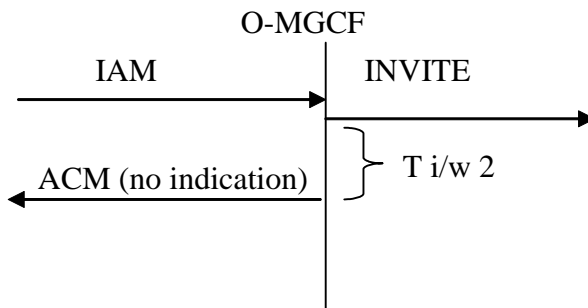 O-MGCF
IAM
INVITE
T i/w 2
ACM (no indication)